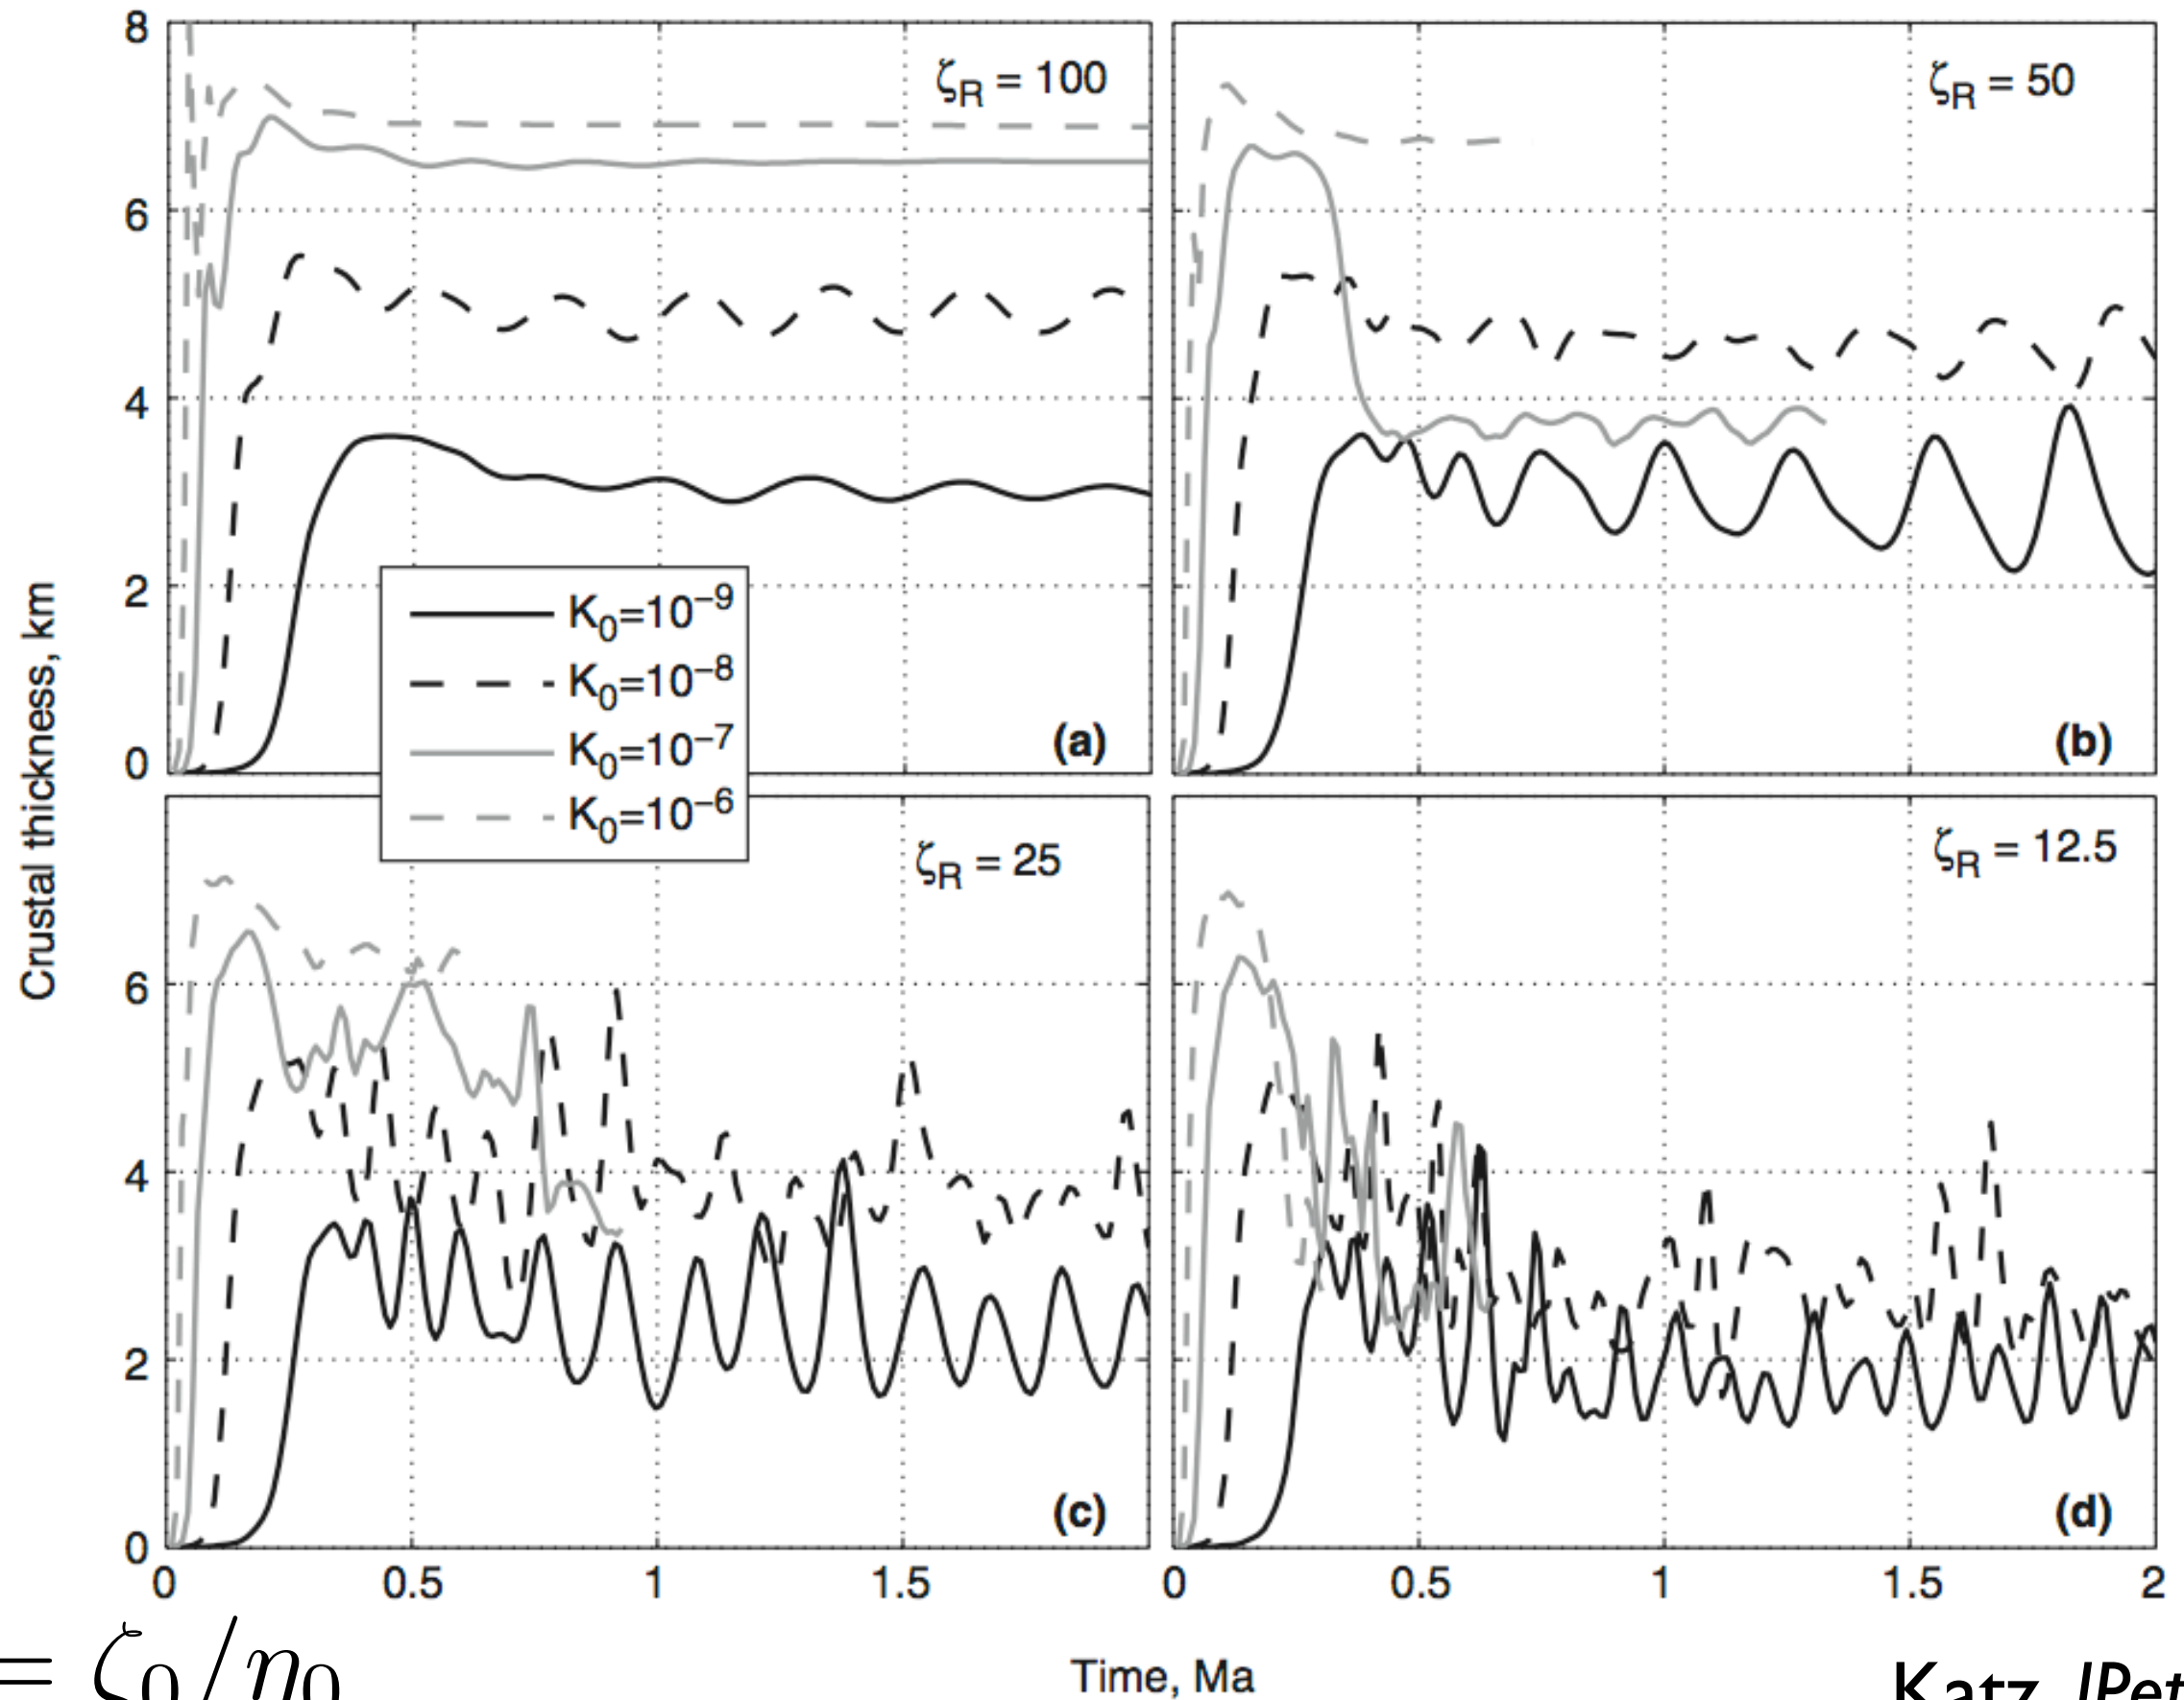 8
6
4
2
0
Crustal thickness, km
ζR = 100
(a)
ζR = 50
(b)
K0=10−9
K0=10−8
K0=10−7
K0=10−6
6
4
2
0
ζR = 25
(c)
ζR = 12.5
(d)
0 0.5 1 1.5 0 0.5 1 1.5 2
Time, Ma
= ζ0/η0
Katz, JPet